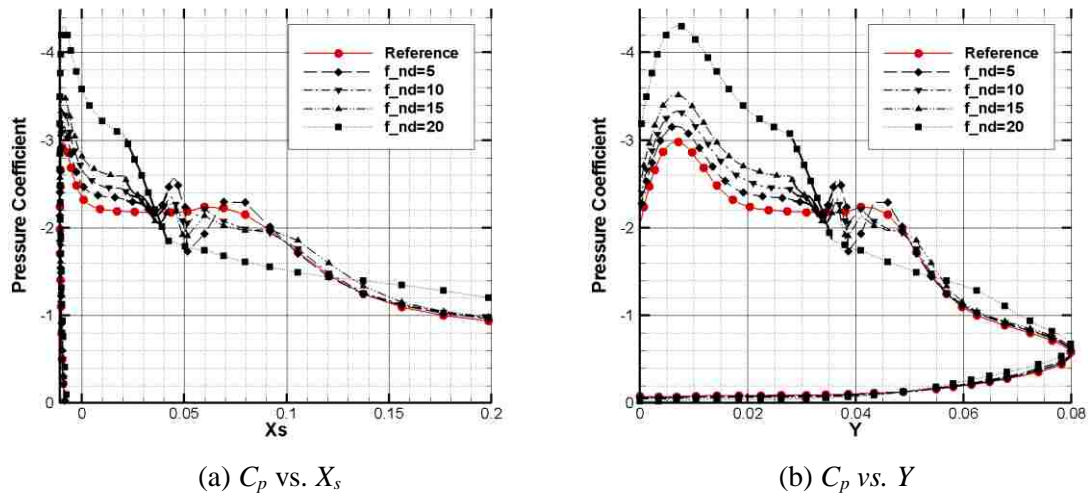 Pressure Coefficient
-4
-3
-2
-1
0
0
0.05
0.1
0.15
0.2
Xs
Reference
f_nd=5
f_nd=10
f_nd=15
f_nd=20
(a) Cp vs. Xs
Pressure Coefficient
-4
-3
-2
-1
0
0
0.02
0.04
0.06
0.08
Y
Reference
f_nd=5
f_nd=10
f_nd=15
f_nd=20
(b) Cp vs. Y